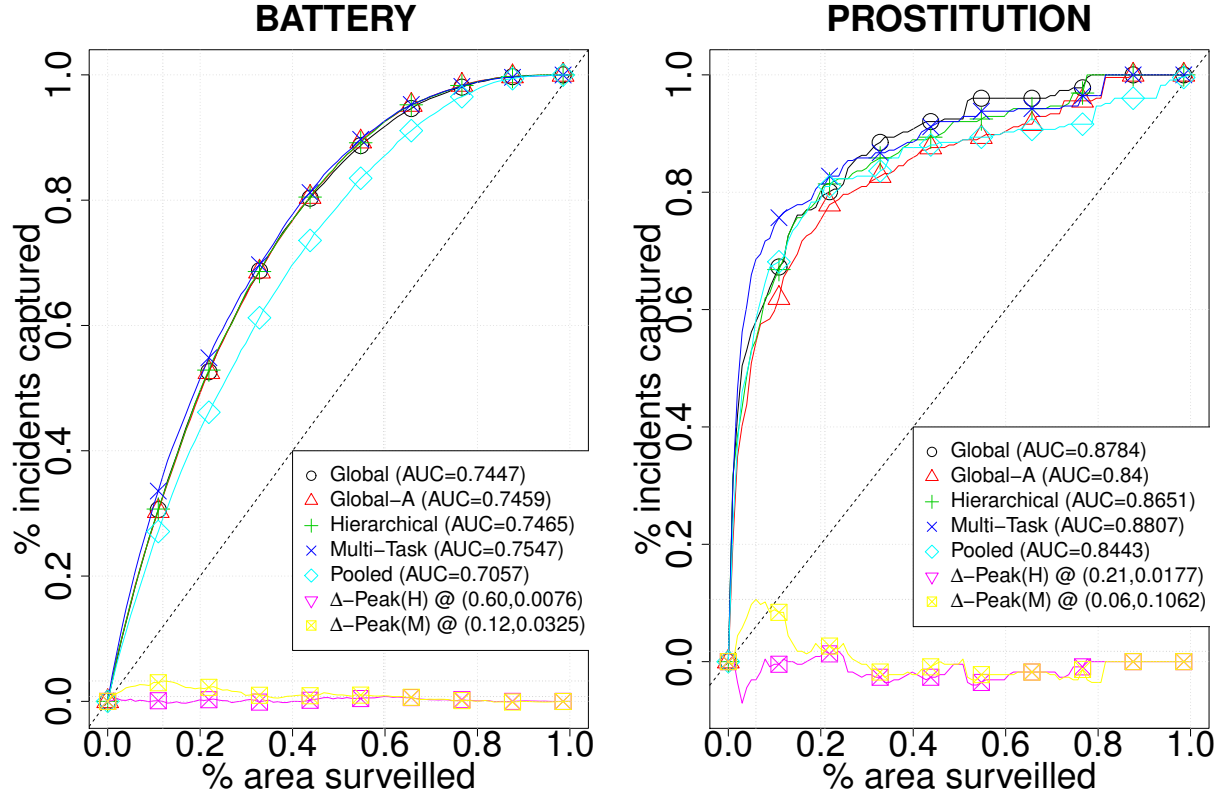 BATTERY
% incidents captured
1.0
0.8
0.6
0.4
0.2
0.0
Global (AUC=0.7447)
Global−A (AUC=0.7459)
Hierarchical (AUC=0.7465)
Multi−Task (AUC=0.7547)
Pooled (AUC=0.7057)
Δ−Peak(H) @ (0.60,0.0076)
Δ−Peak(M) @ (0.12,0.0325)
0.0 0.2 0.4 0.6 0.8 1.0
% area surveilled
PROSTITUTION
% incidents captured
1.0
0.8
0.6
0.4
0.2
0.0
Global (AUC=0.8784)
Global−A (AUC=0.84)
Hierarchical (AUC=0.8651)
Multi−Task (AUC=0.8807)
Pooled (AUC=0.8443)
Δ−Peak(H) @ (0.21,0.0177)
Δ−Peak(M) @ (0.06,0.1062)
0.0 0.2 0.4 0.6 0.8 1.0
% area surveilled